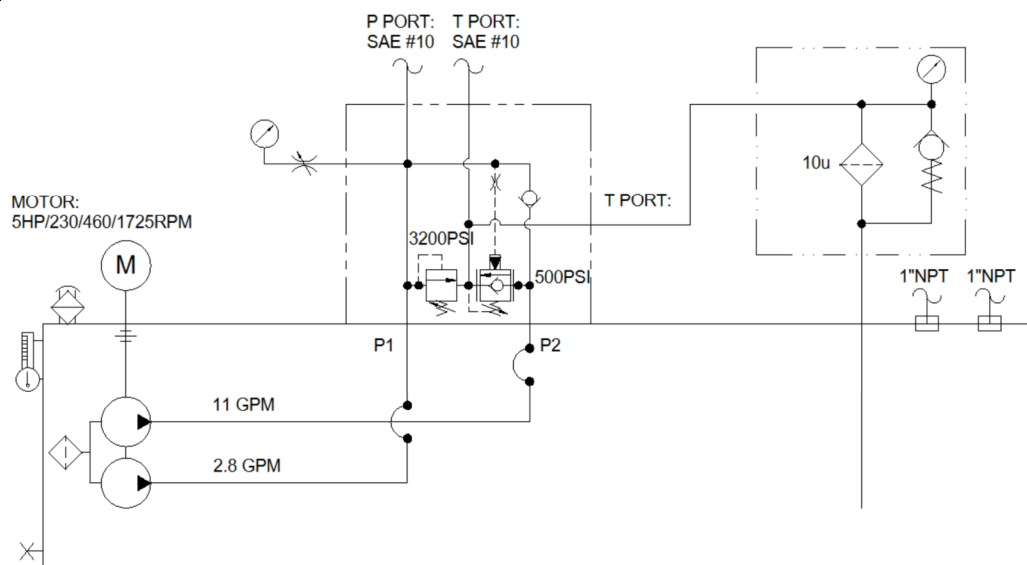 P PORT: T PORT:
SAE #10 SAE #10
10u
MOTOR:
5HP/230/460/1725RPM
T PORT:
3200PSI
M
500PSI
1"NPT 1"NPT
P1 P2
11 GPM
2.8 GPM